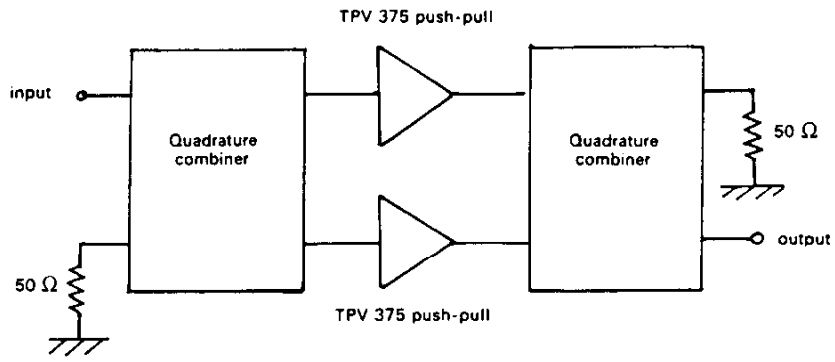 TPV 375 push-pull
input
Quadrature
combiner
Quadrature
combiner
50 Ω
output
50 Ω
TPV 375 push-pull